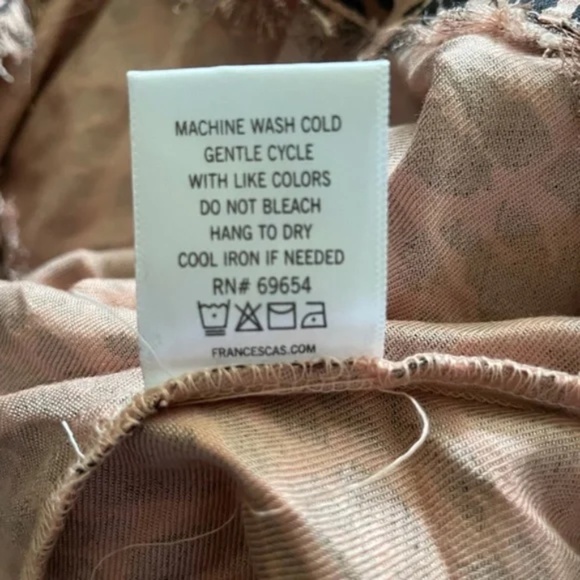 MACHINE WASH COLD
GENTLE CYCLE
WITH LIKE COLORS
DO NOT BLEACH
HANG TO DRY
COOL IRON IF NEEDED
RN# 69654
FRANCESCAS.COM